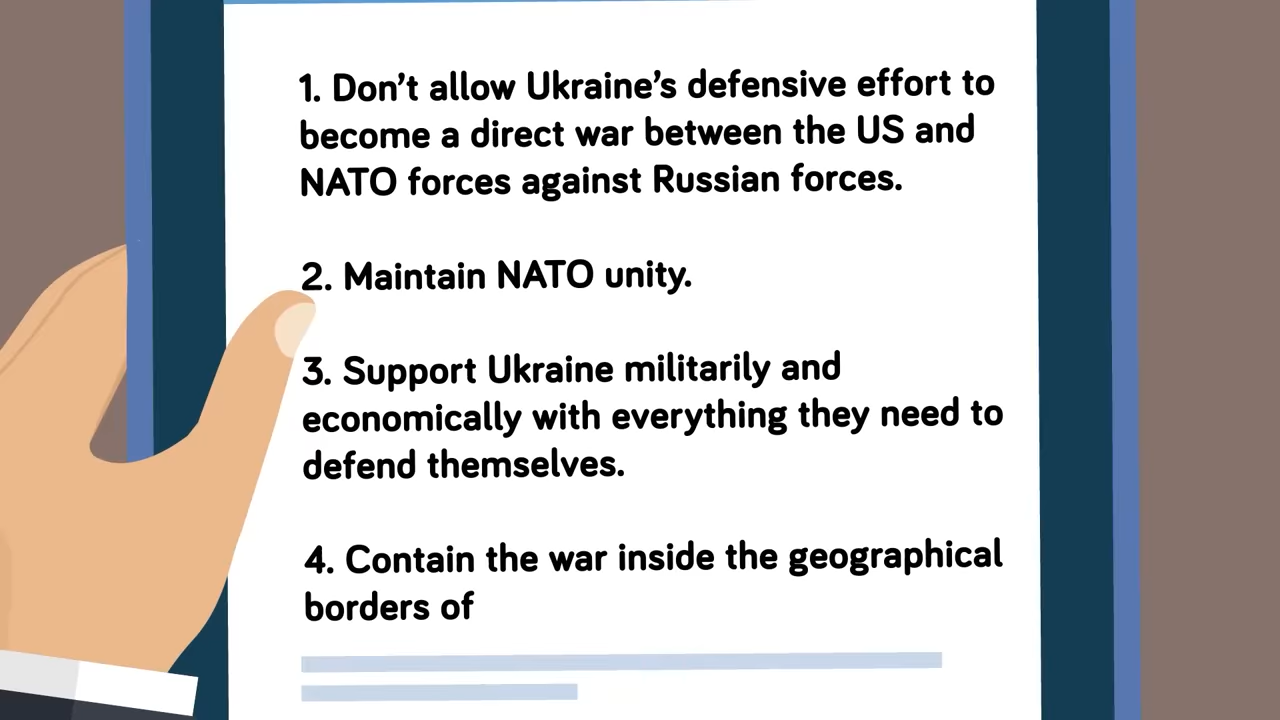 1. Don’t allow Ukraine’s defensive effort to
become a direct war between the US and
NATO forces against Russian forces.
2. Maintain NATO unity.
3. Support Ukraine militarily and
economically with everything they need to
defend themselves.
4. Contain the war inside the geographical
borders of